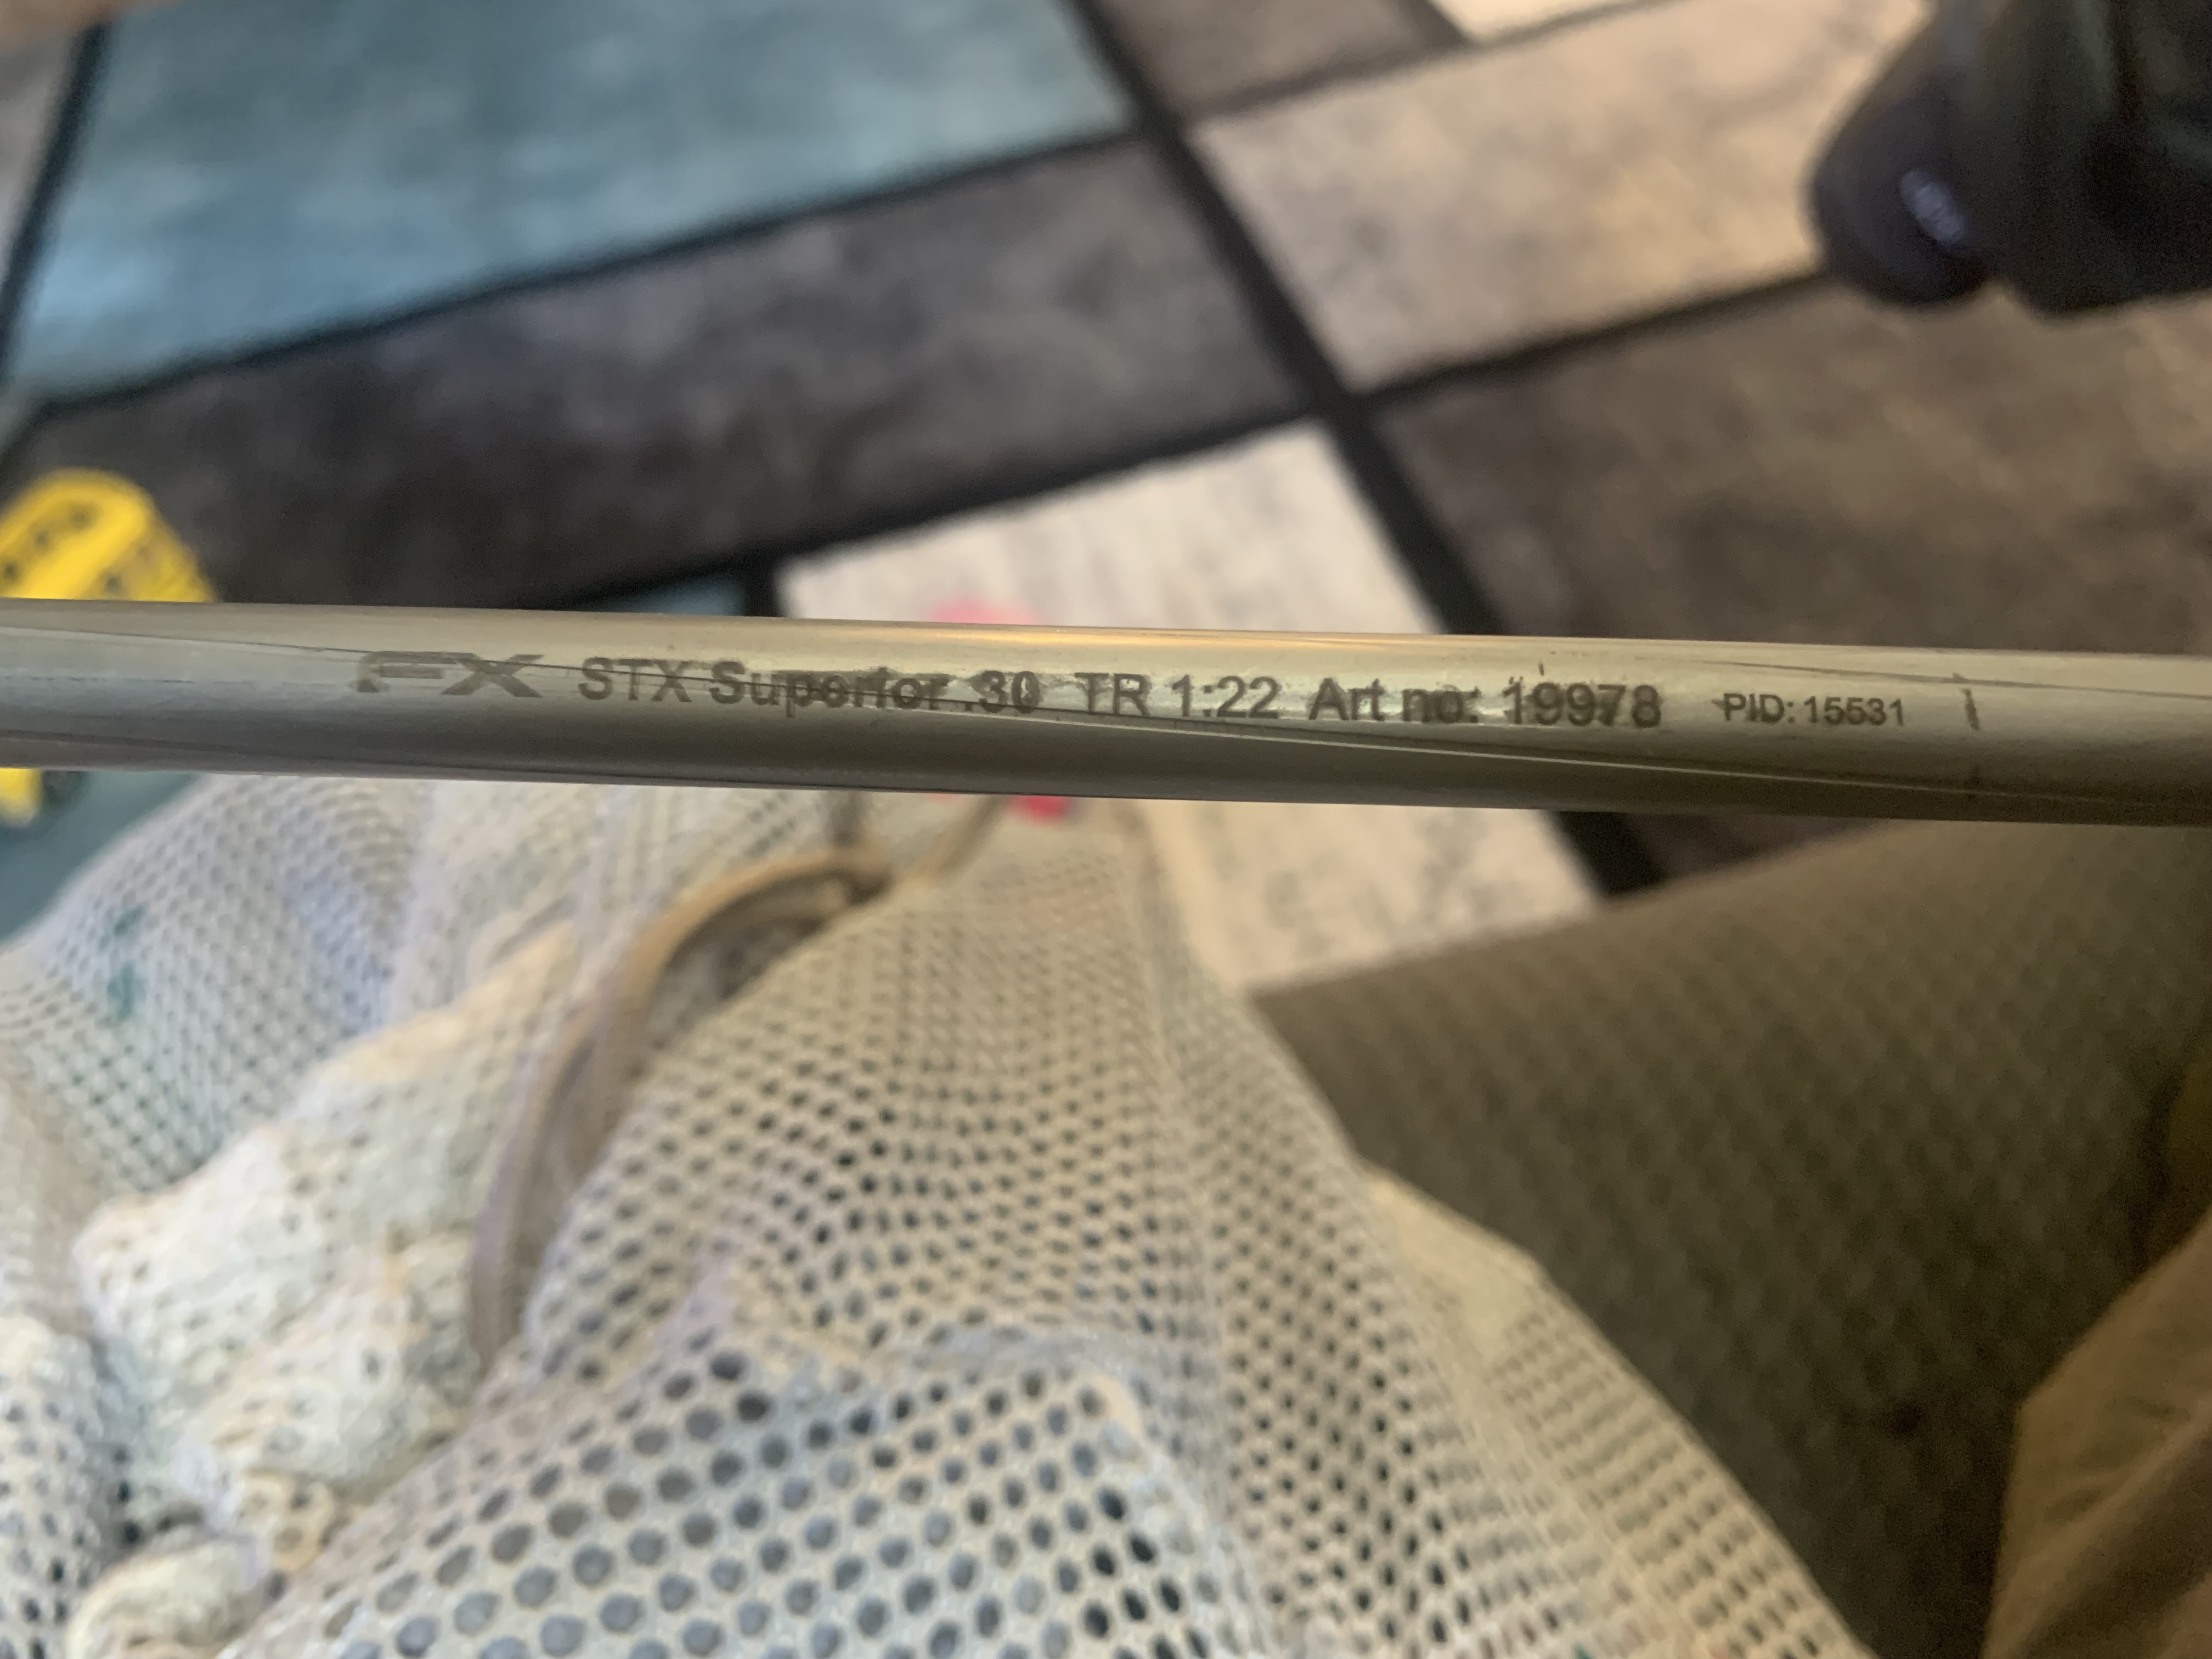 FX STX Superior .30 TR 1:22 Art no: 19978 PID: 15531